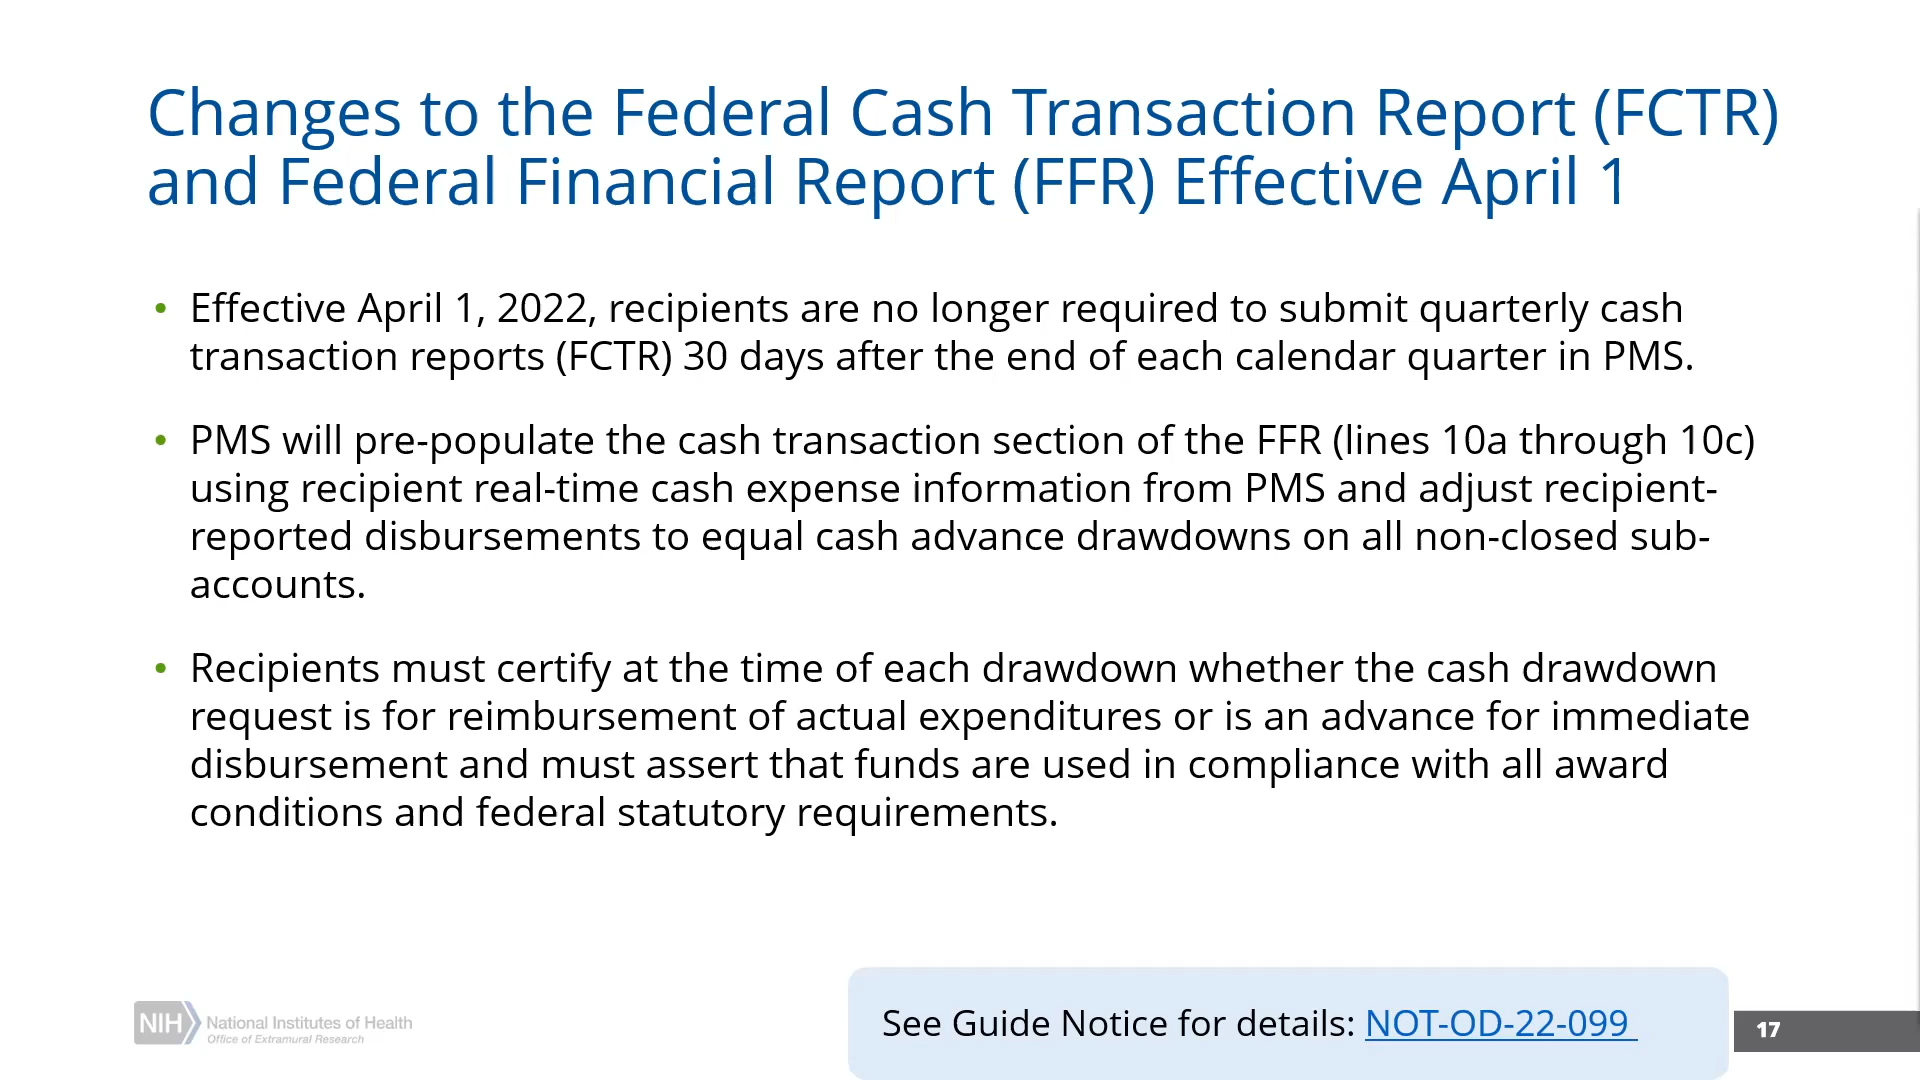 Changes to the Federal Cash Transaction Report (FCTR)
and Federal Financial Report (FFR) Effective April 1
• Effective April 1, 2022, recipients are no longer required to submit quarterly cash
transaction reports (FCTR) 30 days after the end of each calendar quarter in PMS.
• PMS will pre-populate the cash transaction section of the FFR (lines 10a through 10c)
using recipient real-time cash expense information from PMS and adjust recipient-
reported disbursements to equal cash advance drawdowns on all non-closed sub-
accounts.
• Recipients must certify at the time of each drawdown whether the cash drawdown
request is for reimbursement of actual expenditures or is an advance for immediate
disbursement and must assert that funds are used in compliance with all award
conditions and federal statutory requirements.
NIH National Institutes of Health
Office of Extramural Research
See Guide Notice for details: NOT-OD-22-099
17